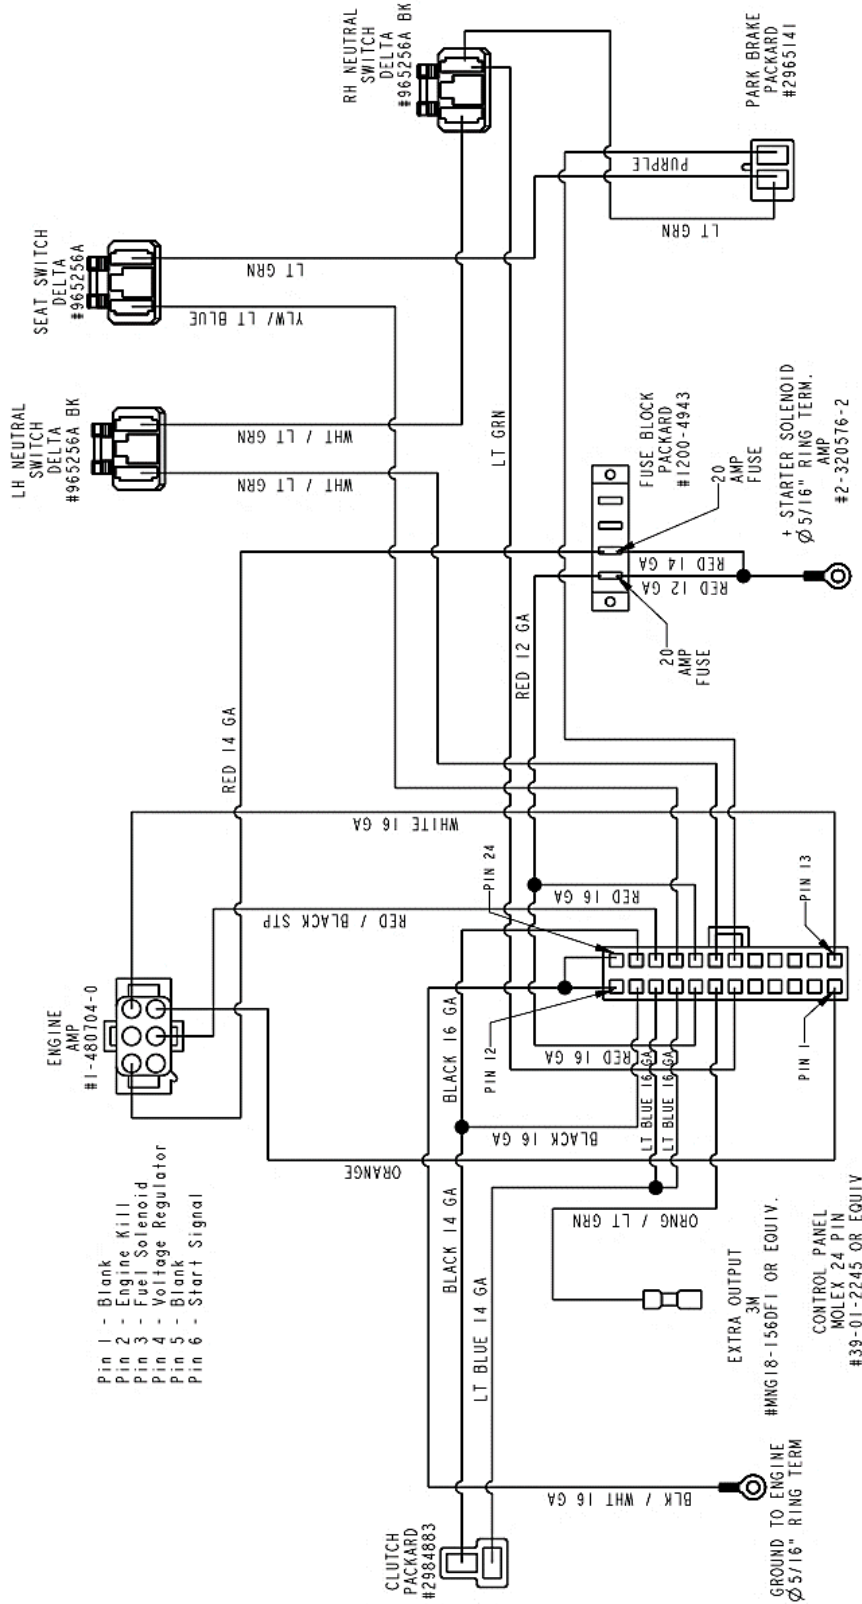 RH NEUTRAL
SWITCH
DELTA
#965256A BK
PARK BRAKE
PACKARD
#2965141
PURPLE
LT GRN
SEAT SWITCH
DELTA
#965256A
LT GRN
YLW/ LT BLUE
LH NEUTRAL
SWITCH
DELTA
#965256A BK
WHT / LT GRN
WHT / LT GRN
LT GRN
FUSE BLOCK
PACKARD
#1200-4943
20
AMP
FUSE
+ STARTER SOLENOID
Ø5/16" RING TERM.
AMP
#2-320576-2
RED 14 GA
RED 12 GA
20
AMP
FUSE
RED 12 GA
RED 14 GA
WHITE 16 GA
RED / BLACK STP
PIN 24
RED 16 GA
PIN 13
ENGINE
AMP
#1-480704-0
BLACK 16 GA
PIN 12
RED 16 GA
PIN 1
BLACK 16 GA
LT BLUE 16 GA
LT BLUE 16 GA
ORANGE
Pin 1 - Blank
Pin 2 - Engine Kill
Pin 3 - Fuel Solenoid
Pin 4 - Voltage Regulator
Pin 5 - Blank
Pin 6 - Start Signal
BLACK 14 GA
LT BLUE 14 GA
ORNG / LT GRN
EXTRA OUTPUT
3M
#MNG18-156DFI OR EQUIV.
CONTROL PANEL
MOLEX 24 PIN
#39-01-2245 OR EQUIV
BLK / WHT 16 GA
GROUND TO ENGINE
Ø5/16" RING TERM
CLUTCH
PACKARD
#2984883